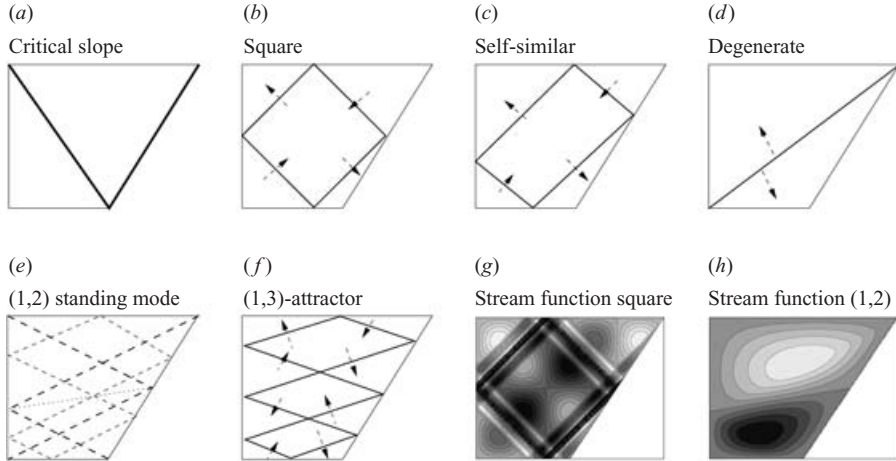 (a)
Critical slope
(b)
Square
(c)
Self-similar
(d)
Degenerate
(e)
(1,2) standing mode
(f)
(1,3)-attractor
(g)
Stream function square
(h)
Stream function (1,2)